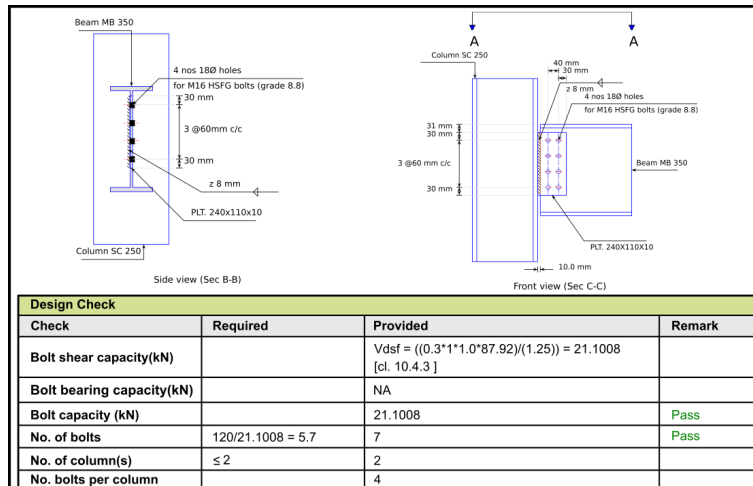 Beam MB 350
4 nos 18Ø holes
for M16 HSFG bolts (grade 8.8)
30 mm
3 @60mm c/c
30 mm
z 8 mm
PLT. 240x110x10
Column SC 250
Side view (Sec B-B)
A A
Column SC 250
40 mm
30 mm
z 8 mm
4 nos 18Ø holes
for M16 HSFG bolts (grade 8.8)
31 mm
30 mm
3 @60 mm c/c
30 mm
Beam MB 350
PLT. 240X110X10
10.0 mm
Front view (Sec C-C)
Design Check
Check Required Provided Remark
Bolt shear capacity(kN) Vdsf = ((0.3*1*1.0*87.92)/(1.25)) = 21.1008
[cl. 10.4.3 ]
Bolt bearing capacity(kN) NA
Bolt capacity (kN) 21.1008 Pass
No. of bolts 120/21.1008 = 5.7 7 Pass
No. of column(s) ≤ 2 2
No. bolts per column 4